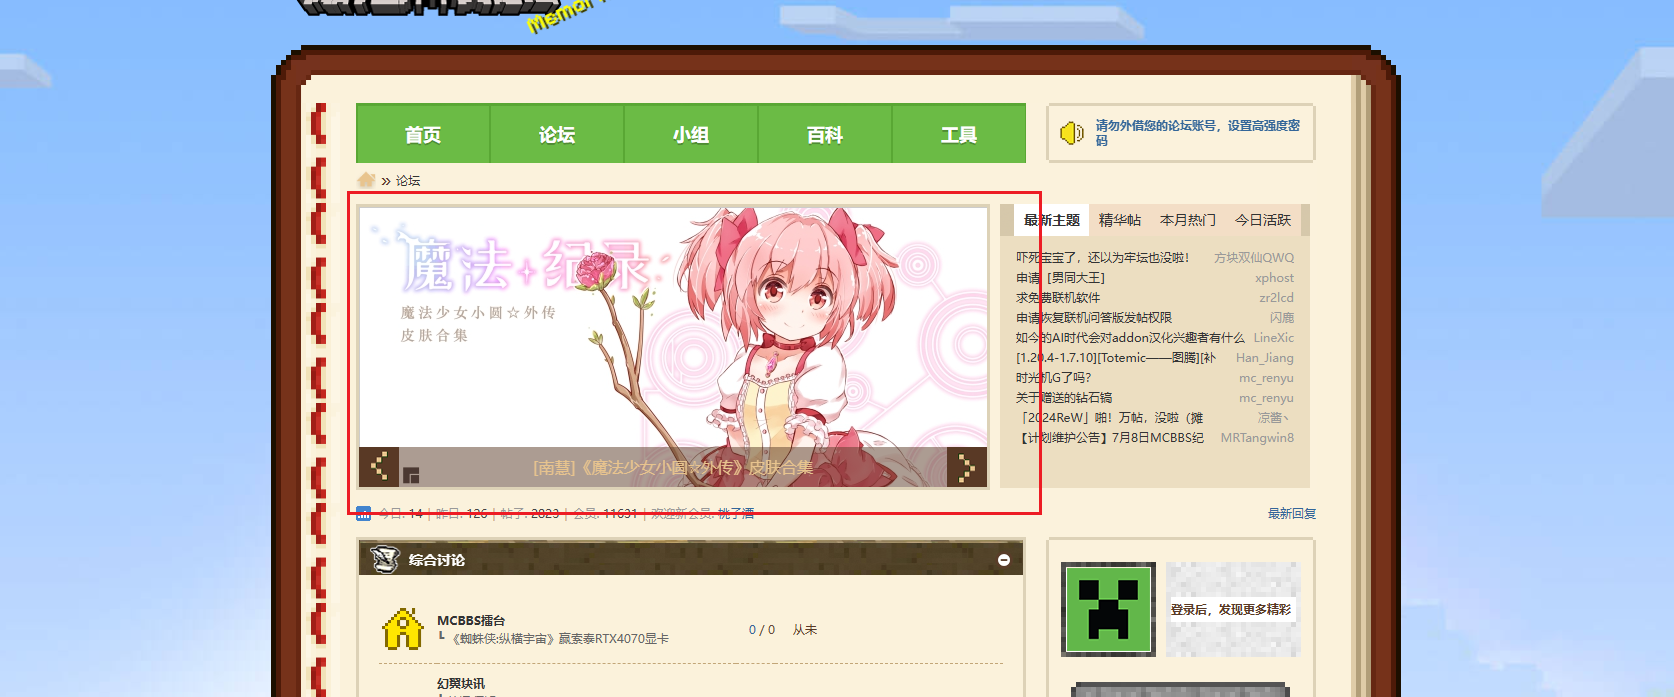 Memor
首页 论坛 小组 百科 工具
请勿外借您的论坛账号，设置高强度密
码
» 论坛
魔法纪录
魔法少女小圆☆外传
皮肤合集
[南慧]《魔法少女小圆☆外传》皮肤合集
最新主题 精华帖 本月热门 今日活跃
吓死宝宝了，还以为牢坛也没啦! 方块双仙QWQ
申请 [男同大王] xphost
求免费联机软件 zr2lcd
申请恢复联机问答版发帖权限 闪鹿
如今的AI时代会对addon汉化兴趣者有什么 LineXic
[1.20.4-1.7.10][Totemic——图腾][补 Han_Jiang
时光机G了吗? mc_renyu
关于赠送的钻石镐 mc_renyu
「2024ReW」啪！万帖，没啦（摊 凉酱丶
【计划维护公告】7月8日MCBBS纪 MRTangwin8
今日: 14 | 昨日: 126 | 帖子: 2823 | 会员: 11631 | 欢迎新会员: 桃子酒
最新回复
综合讨论
MCBBS擂台
┗ 《蜘蛛侠:纵横宇宙》赢索泰RTX4070显卡
0 / 0 从未
登录后，发现更多精彩
幻翼块讯